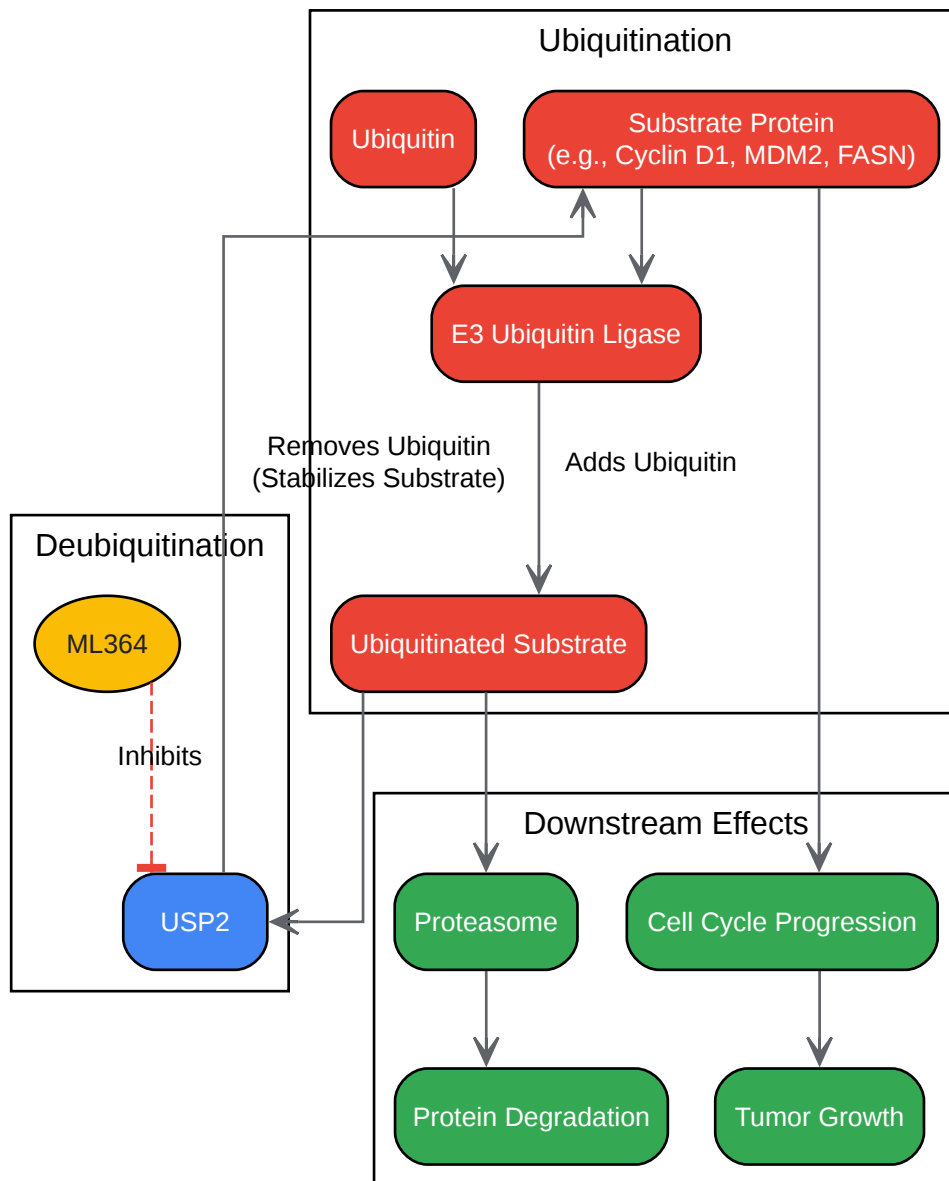 Ubiquitination
Ubiquitin
Substrate Protein
(e.g., Cyclin D1, MDM2, FASN)
E3 Ubiquitin Ligase
Removes Ubiquitin
(Stabilizes Substrate)
Adds Ubiquitin
Deubiquitination
ML364
Ubiquitinated Substrate
Inhibits
Downstream Effects
USP2
Proteasome
Cell Cycle Progression
Protein Degradation
Tumor Growth